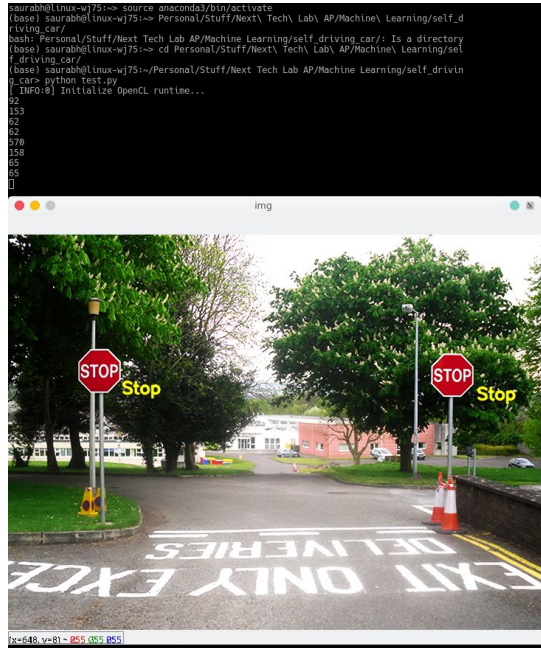 saurabh@linux-wj75:~> source anaconda3/bin/activate
(base) saurabh@linux-wj75:~> Personal/Stuff/Next\ Tech\ Lab\ AP/Machine\ Learning/self_d
riving_car/
bash: Personal/Stuff/Next Tech Lab AP/Machine Learning/self_driving_car/: Is a directory
(base) saurabh@linux-wj75:~> cd Personal/Stuff/Next\ Tech\ Lab\ AP/Machine\ Learning/sel
f_driving_car/
(base) saurabh@linux-wj75:~/Personal/Stuff/Next Tech Lab AP/Machine Learning/self_drivin
g_car> python test.py
[ INFO:0] Initialize OpenCL runtime...
92
153
62
62
570
158
65
65
img
STOP
Stop
STOP
Stop
DELIVERIES
EXIT ONLY EXCE
(x=648, y=8) ~ 255 255 255